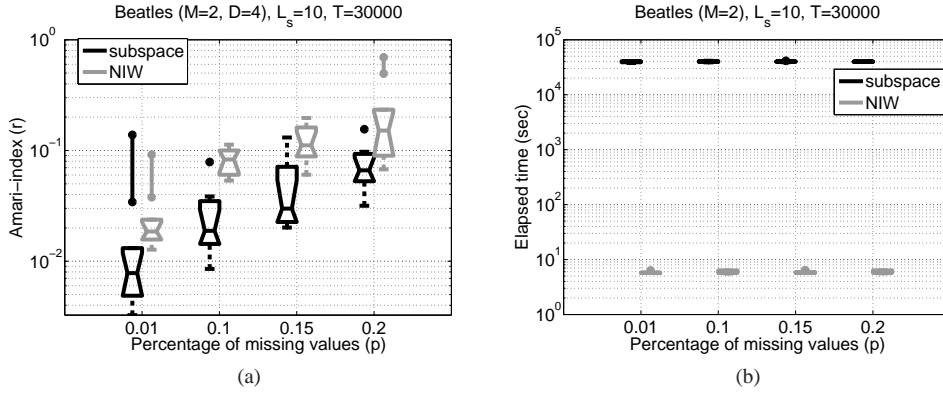 Beatles (M=2, D=4), L_s=10, T=30000
10^0
10^-1
10^-2
Amari-index (r)
subspace
NIW
0.01 0.1 0.15 0.2
Percentage of missing values (p)
(a)
Beatles (M=2), L_s=10, T=30000
10^5
10^4
10^3
10^2
10^1
10^0
Elapsed time (sec)
subspace
NIW
0.01 0.1 0.15 0.2
Percentage of missing values (p)
(b)